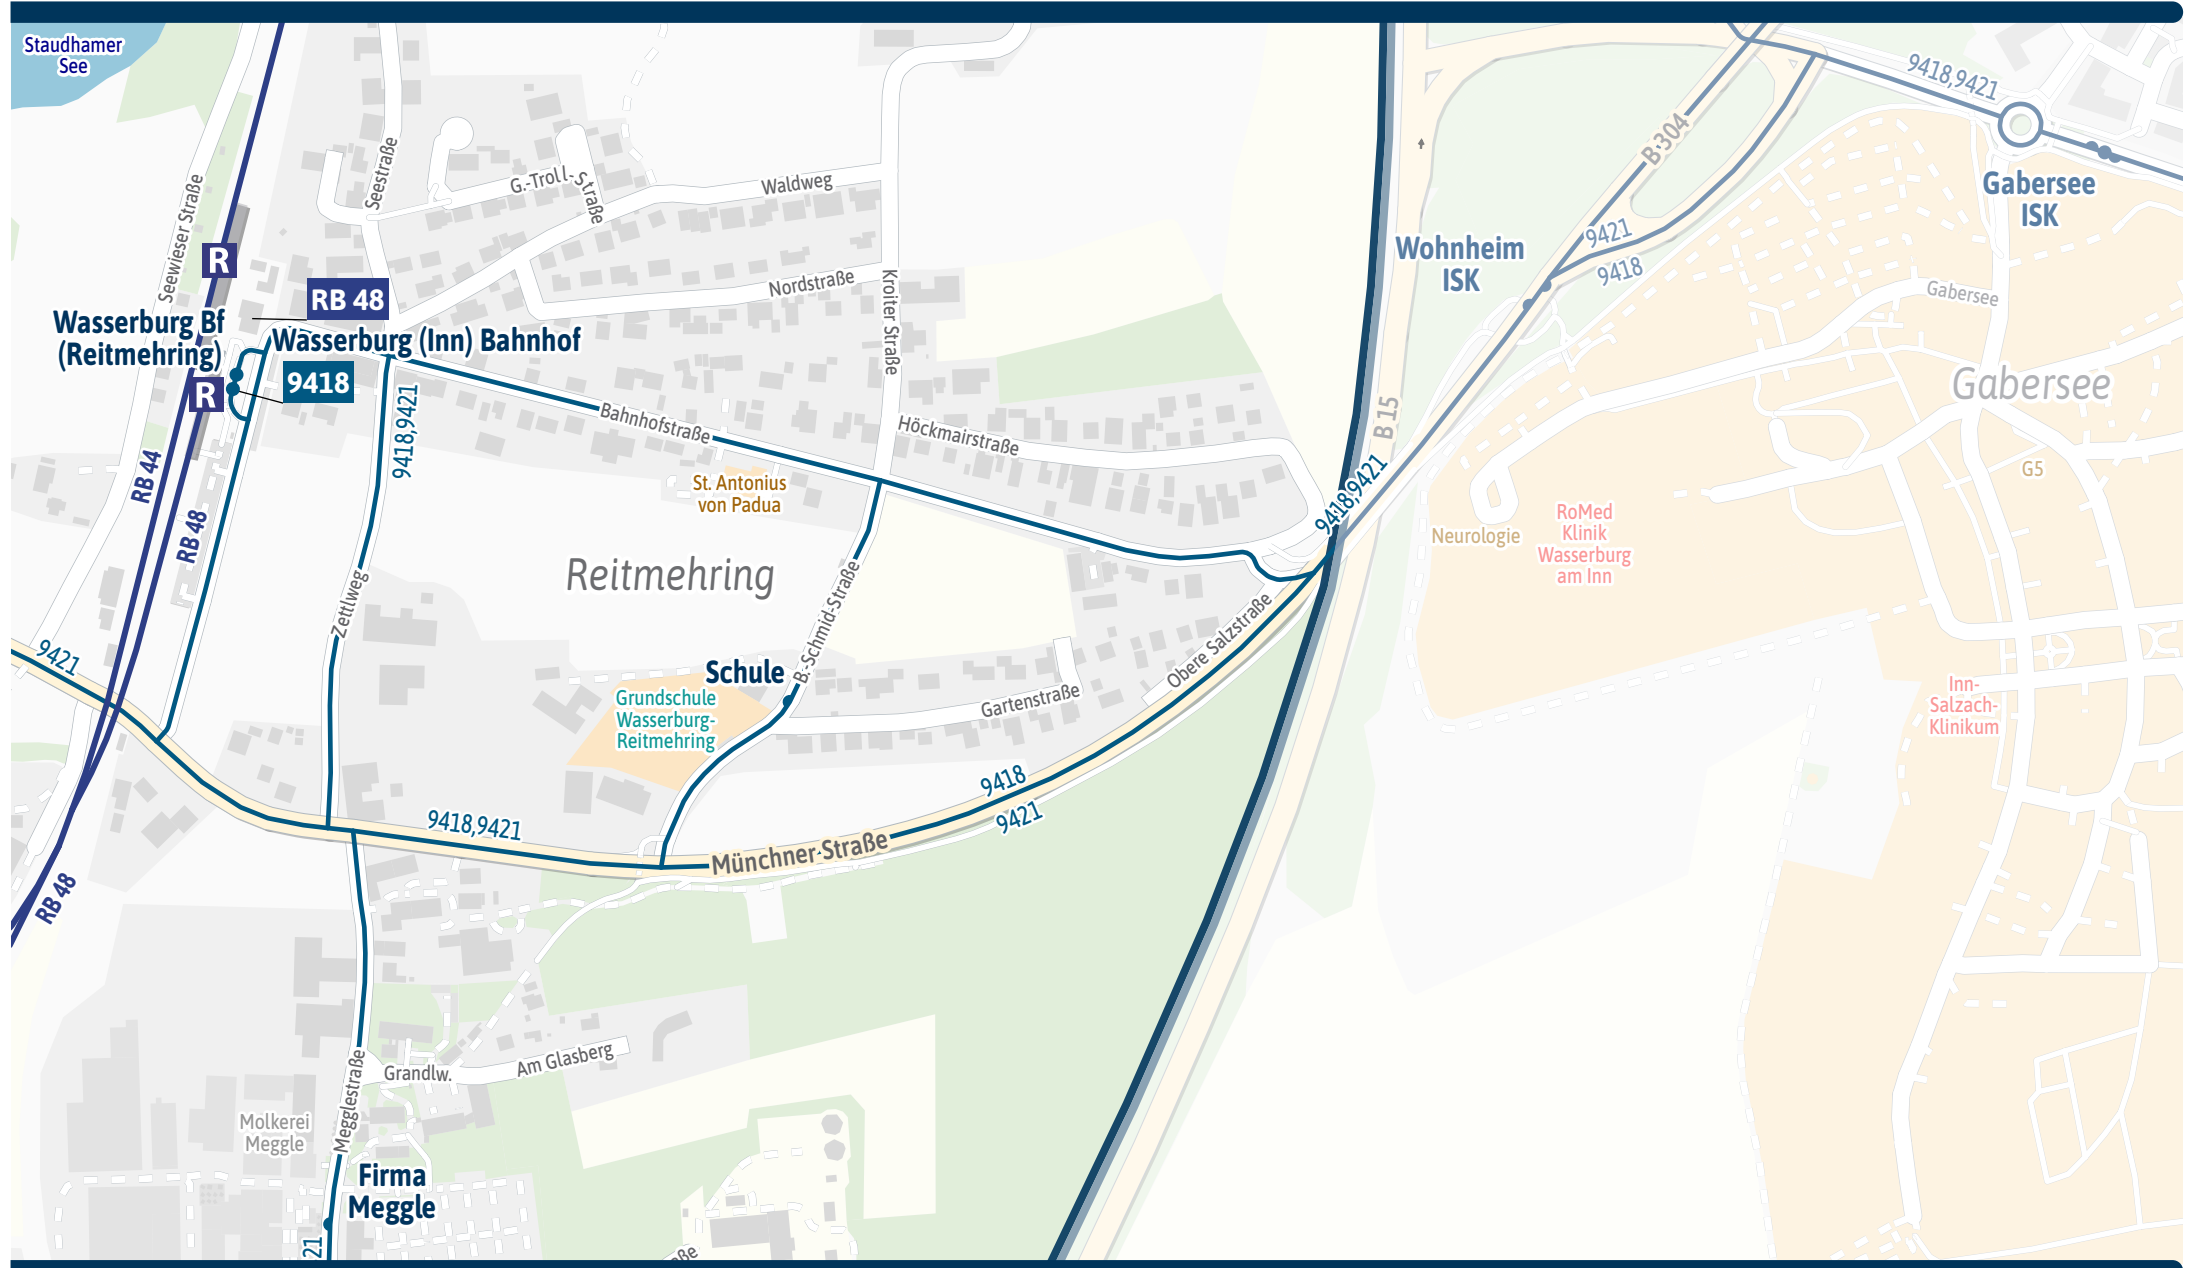 Staudhamer
See
9418,9421
B 304
Seestraße
Seewieser Straße
G.-Troll-
Straße
Waldweg
Gabersee
ISK
R
Wohnheim
ISK
9421
9418
Nordstraße
Kroiter Straße
Gabersee
RB 48
Wasserburg Bf
(Reitmehring)
Wasserburg (Inn) Bahnhof
R
9418
9418,9421
Gabersee
B 15
Bahnhofstraße
Höckmairstraße
RB 44
St. Antonius
von Padua
G5
9418,9421
RB 48
RoMed
Klinik
Wasserburg
am Inn
Neurologie
Reitmehring
Zettlweg
B.-Schmid-Straße
Obere Salzstraße
9421
Schule
Grundschule
Wasserburg-
Reitmehring
Gartenstraße
Inn-
Salzach-
Klinikum
9418
9421
9418,9421
Münchner Straße
RB 48
Grandlw.
Am Glasberg
Megglestraße
Molkerei
Meggle
Firma
Meggle
21
aße